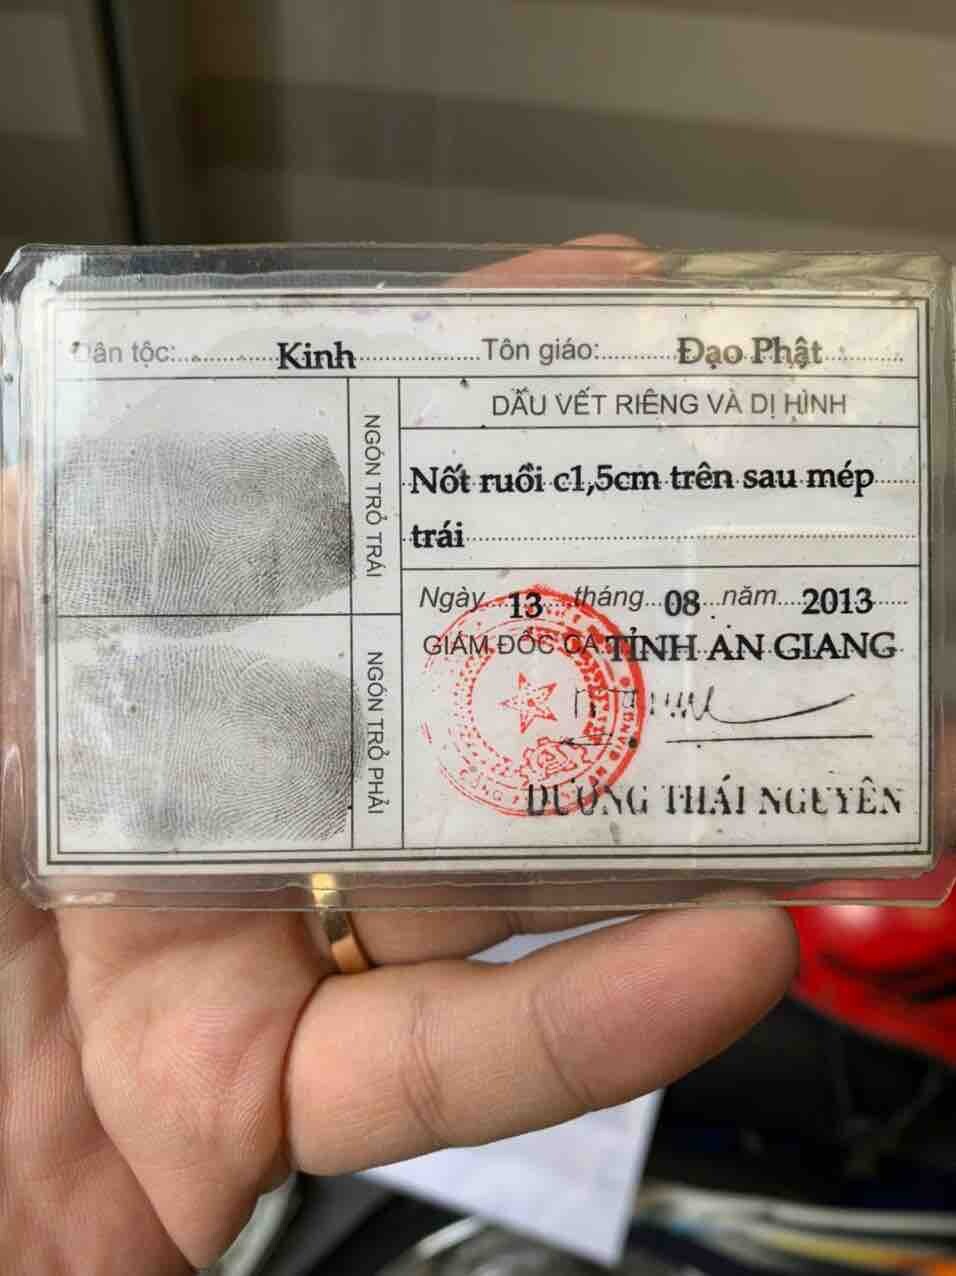 Dân tộc: Kinh Tôn giáo: Đạo Phật
NGÓN TRỎ TRÁI
DẤU VẾT RIÊNG VÀ DỊ HÌNH
Nốt ruồi c1,5cm trên sau mép
trái
NGÓN TRỎ PHẢI
Ngày 13 tháng 08 năm 2013
GIÁM ĐỐC CA TỈNH AN GIANG
DƯƠNG THÁI NGUYÊN